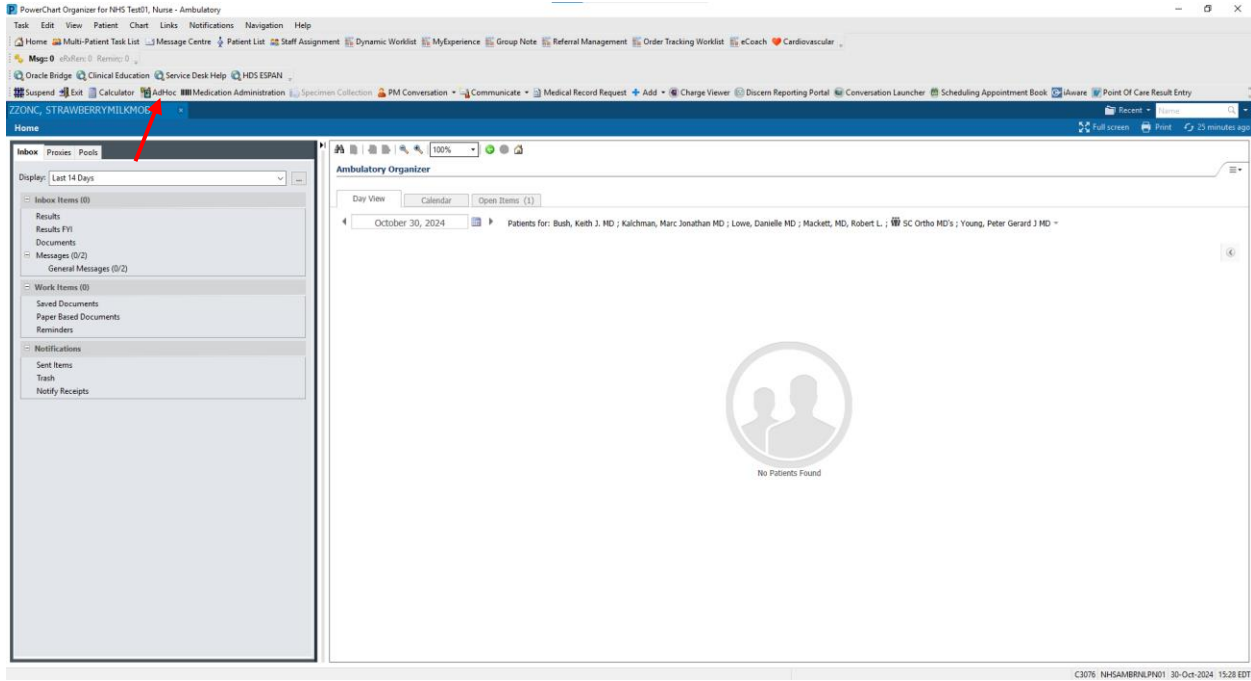 PowerChart Organizer for NHS Test01, Nurse - Ambulatory
Task Edit View Patient Chart Links Notifications Navigation Help
Home Multi-Patient Task List Message Centre Patient List Staff Assignment Dynamic Worklist MyExperience Group Note Referral Management Order Tracking Worklist eCoach Cardiovascular
Msg: 0 eRxRen: 0 Remin: 0
Oracle Bridge Clinical Education Service Desk Help HDS ESPAN
Suspend Exit Calculator AdHoc Medication Administration Specimen Collection PM Conversation Communicate Medical Record Request Add Charge Viewer Discern Reporting Portal Conversation Launcher Scheduling Appointment Book iAware Point Of Care Result Entry
ZZONC, STRAWBERRYMILKMOB
Recent Name
Home
Full screen Print 25 minutes ago
Inbox Proxies Pools
100%
Ambulatory Organizer
Display: Last 14 Days ...
Day View Calendar Open Items (1)
Inbox Items (0)
Results
Results FYI
Documents
Messages (0/2)
General Messages (0/2)
Work Items (0)
Saved Documents
Paper Based Documents
Reminders
Notifications
Sent Items
Trash
Notify Receipts
October 30, 2024
Patients for: Bush, Keith J. MD ; Kalchman, Marc Jonathan MD ; Lowe, Danielle MD ; Mackett, MD, Robert L. ; SC Ortho MD's ; Young, Peter Gerard J MD
No Patients Found
C3076 NHSAMBRNLPN01 30-Oct-2024 15:28 EDT